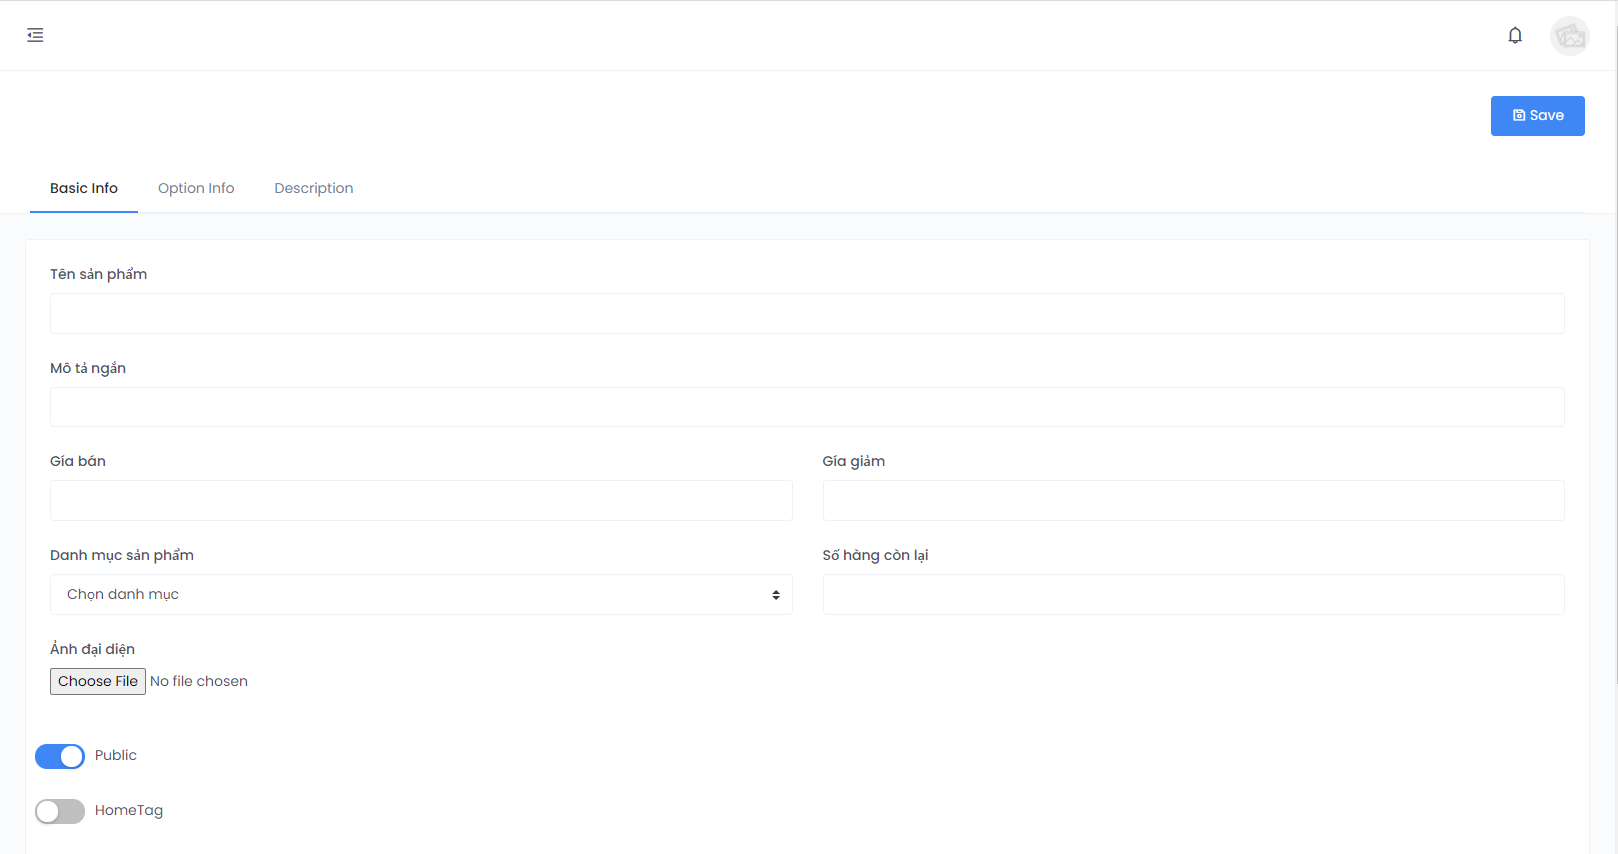 Save
Basic Info Option Info Description
Tên sản phẩm
Mô tả ngắn
Gía bán Gía giảm
Danh mục sản phẩm Số hàng còn lại
Chọn danh mục
Ảnh đại diện
Choose File No file chosen
Public
HomeTag